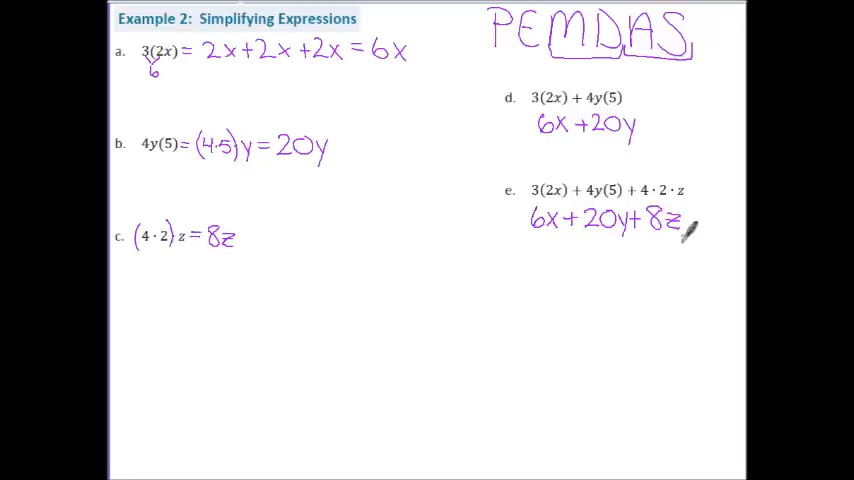 Example 2: Simplifying Expressions
a. 3(2x) = 2x+2x+2x = 6x
6
b. 4y(5) = (4·5)y = 20y
c. (4·2)z = 8z
PEMDAS
d. 3(2x) + 4y(5)
6x + 20y
e. 3(2x) + 4y(5) + 4 · 2 · z
6x + 20y + 8z